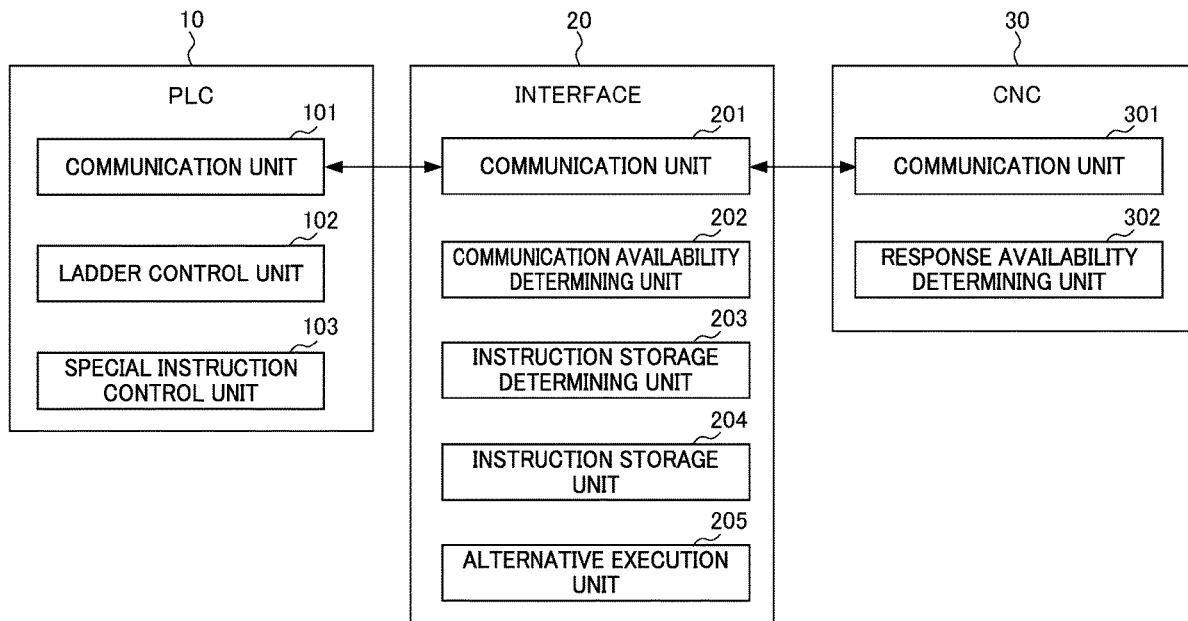 10
PLC
101
COMMUNICATION UNIT
102
LADDER CONTROL UNIT
103
SPECIAL INSTRUCTION
CONTROL UNIT
20
INTERFACE
201
COMMUNICATION UNIT
202
COMMUNICATION AVAILABILITY
DETERMINING UNIT
203
INSTRUCTION STORAGE
DETERMINING UNIT
204
INSTRUCTION STORAGE
UNIT
205
ALTERNATIVE EXECUTION
UNIT
30
CNC
301
COMMUNICATION UNIT
302
RESPONSE AVAILABILITY
DETERMINING UNIT